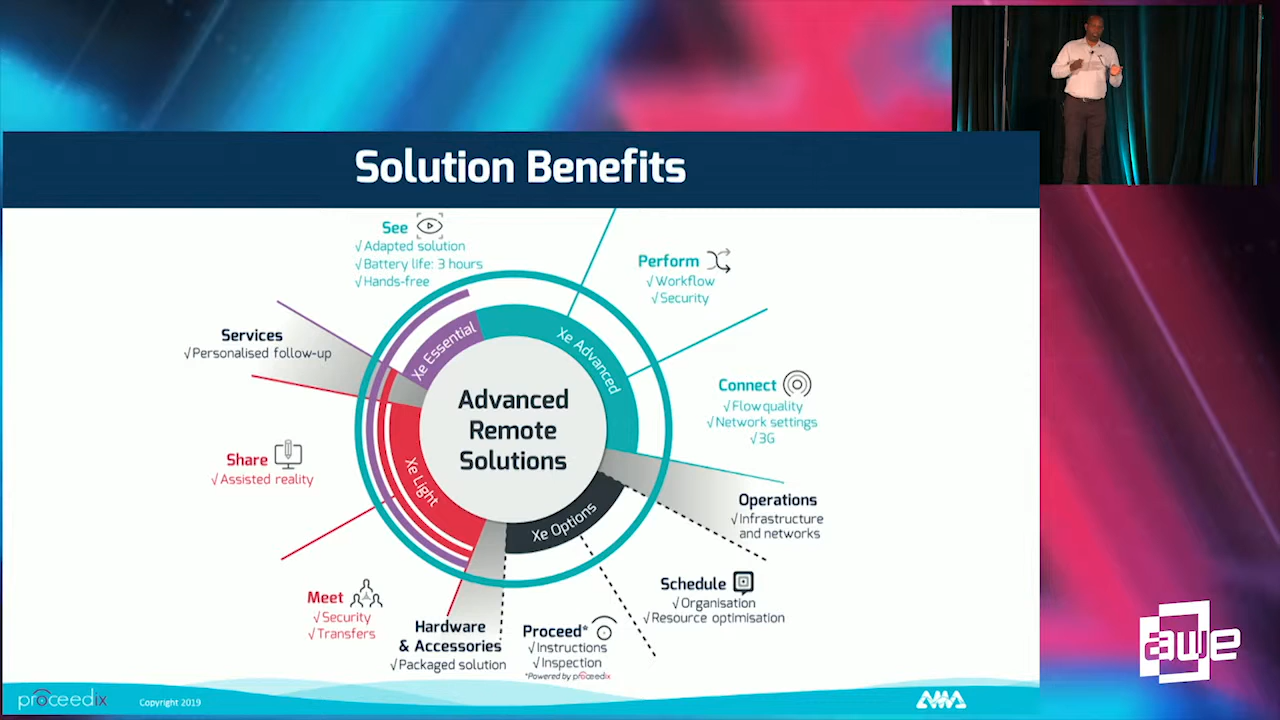 Solution Benefits
See
√Adapted solution
√Battery life: 3 hours
√Hands-free
Perform
√Workflow
√Security
Services
√Personalised follow-up
Xe Essential
Xe Advanced
Connect
√Flow quality
√Network settings
√3G
Advanced
Remote
Solutions
Share
√Assisted reality
Xe Light
Xe Options
Operations
√Infrastructure
and networks
Schedule
√Organisation
√Resource optimisation
Meet
√Security
√Transfers
Hardware
& Accessories
√Packaged solution
Proceed*
√Instructions
√Inspection
*Powered by proceedix
awe
proceedix
Copyright 2019
AMA